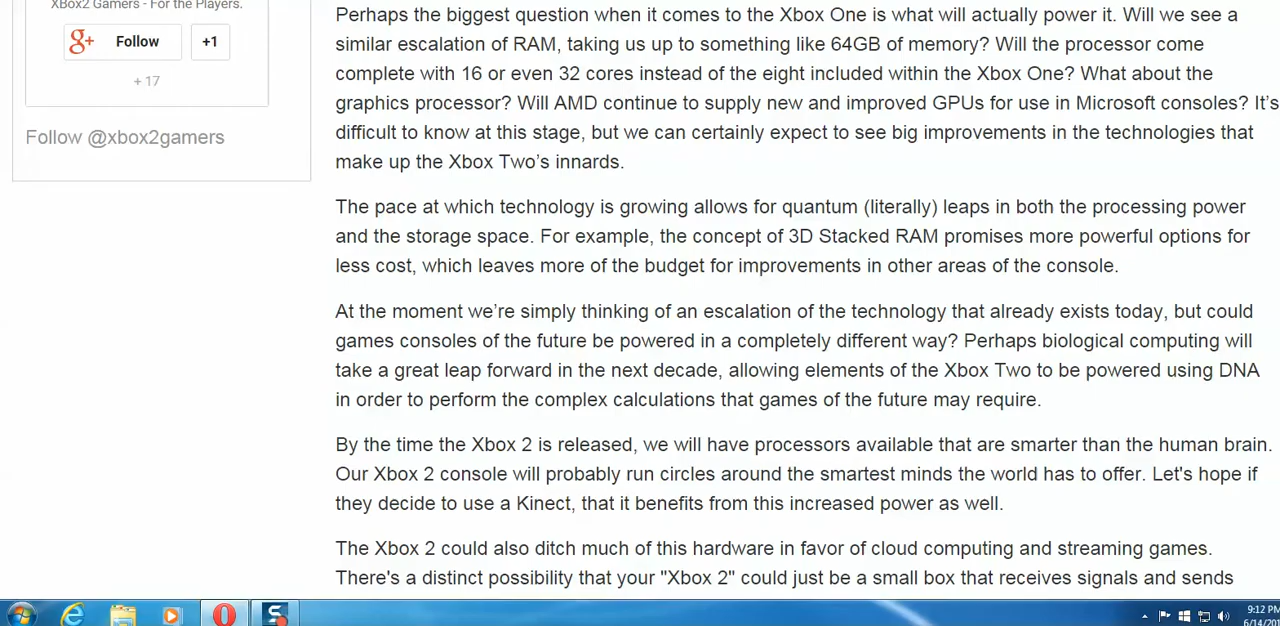 XBox2 Gamers - For the Players.
g+ Follow +1
+ 17
Follow @xbox2gamers
Perhaps the biggest question when it comes to the Xbox One is what will actually power it. Will we see a
similar escalation of RAM, taking us up to something like 64GB of memory? Will the processor come
complete with 16 or even 32 cores instead of the eight included within the Xbox One? What about the
graphics processor? Will AMD continue to supply new and improved GPUs for use in Microsoft consoles? It’s
difficult to know at this stage, but we can certainly expect to see big improvements in the technologies that
make up the Xbox Two’s innards.
The pace at which technology is growing allows for quantum (literally) leaps in both the processing power
and the storage space. For example, the concept of 3D Stacked RAM promises more powerful options for
less cost, which leaves more of the budget for improvements in other areas of the console.
At the moment we’re simply thinking of an escalation of the technology that already exists today, but could
games consoles of the future be powered in a completely different way? Perhaps biological computing will
take a great leap forward in the next decade, allowing elements of the Xbox Two to be powered using DNA
in order to perform the complex calculations that games of the future may require.
By the time the Xbox 2 is released, we will have processors available that are smarter than the human brain.
Our Xbox 2 console will probably run circles around the smartest minds the world has to offer. Let's hope if
they decide to use a Kinect, that it benefits from this increased power as well.
The Xbox 2 could also ditch much of this hardware in favor of cloud computing and streaming games.
There's a distinct possibility that your "Xbox 2" could just be a small box that receives signals and sends
9:12 PM
6/14/201